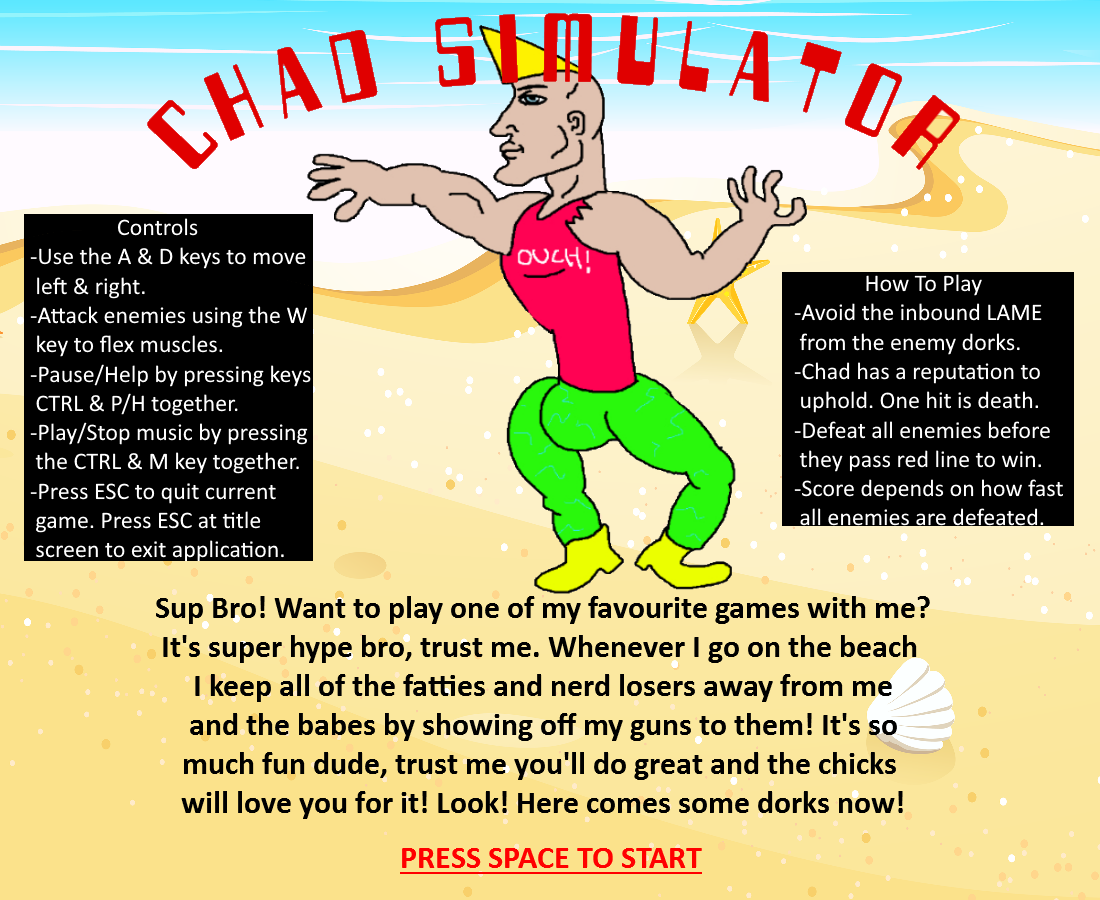 CHAD SIMULATOR
OUCH!
Controls
-Use the A & D keys to move
left & right.
-Attack enemies using the W
key to flex muscles.
-Pause/Help by pressing keys
CTRL & P/H together.
-Play/Stop music by pressing
the CTRL & M key together.
-Press ESC to quit current
game. Press ESC at title
screen to exit application.
How To Play
-Avoid the inbound LAME
from the enemy dorks.
-Chad has a reputation to
uphold. One hit is death.
-Defeat all enemies before
they pass red line to win.
-Score depends on how fast
all enemies are defeated.
Sup Bro! Want to play one of my favourite games with me?
It's super hype bro, trust me. Whenever I go on the beach
I keep all of the fatties and nerd losers away from me
and the babes by showing off my guns to them! It's so
much fun dude, trust me you'll do great and the chicks
will love you for it! Look! Here comes some dorks now!
PRESS SPACE TO START